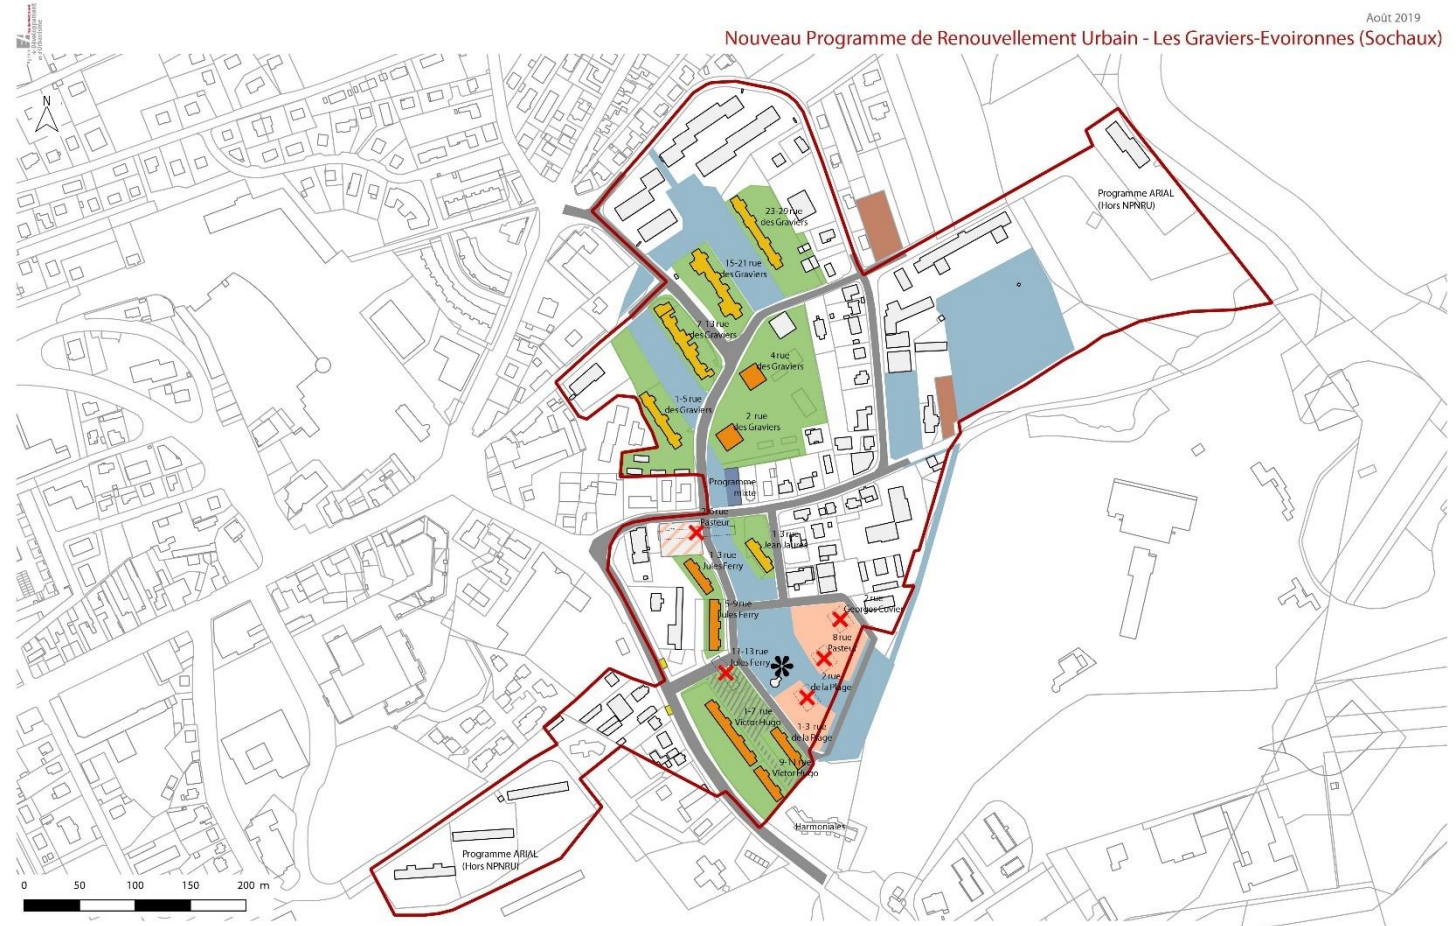 Août 2019
Nouveau Programme de Renouvellement Urbain - Les Graviers-Evoironnes (Sochaux)
N
Programme ARIAL
(Hors NPNRU)
23-29 rue
des Graviers
15-21 rue
des Graviers
7-13 rue
des Graviers
4 rue
des Graviers
1-5 rue
des Graviers
2 rue
des Graviers
Programme
mixte
2-6 rue
Pasteur
1-3 rue
Jean Jaurès
1-3 rue
Jules Ferry
5-9 rue
Jules Ferry
2 rue
Georges Cuvier
8 rue
Pasteur
11-13 rue
Jules Ferry
2 rue
de la Plage
1-7 rue
Victor Hugo
1-3 rue
de la Plage
9-11 rue
Victor Hugo
Harmoniales
Programme ARIAL
(Hors NPNRU)
0 50 100 150 200 m